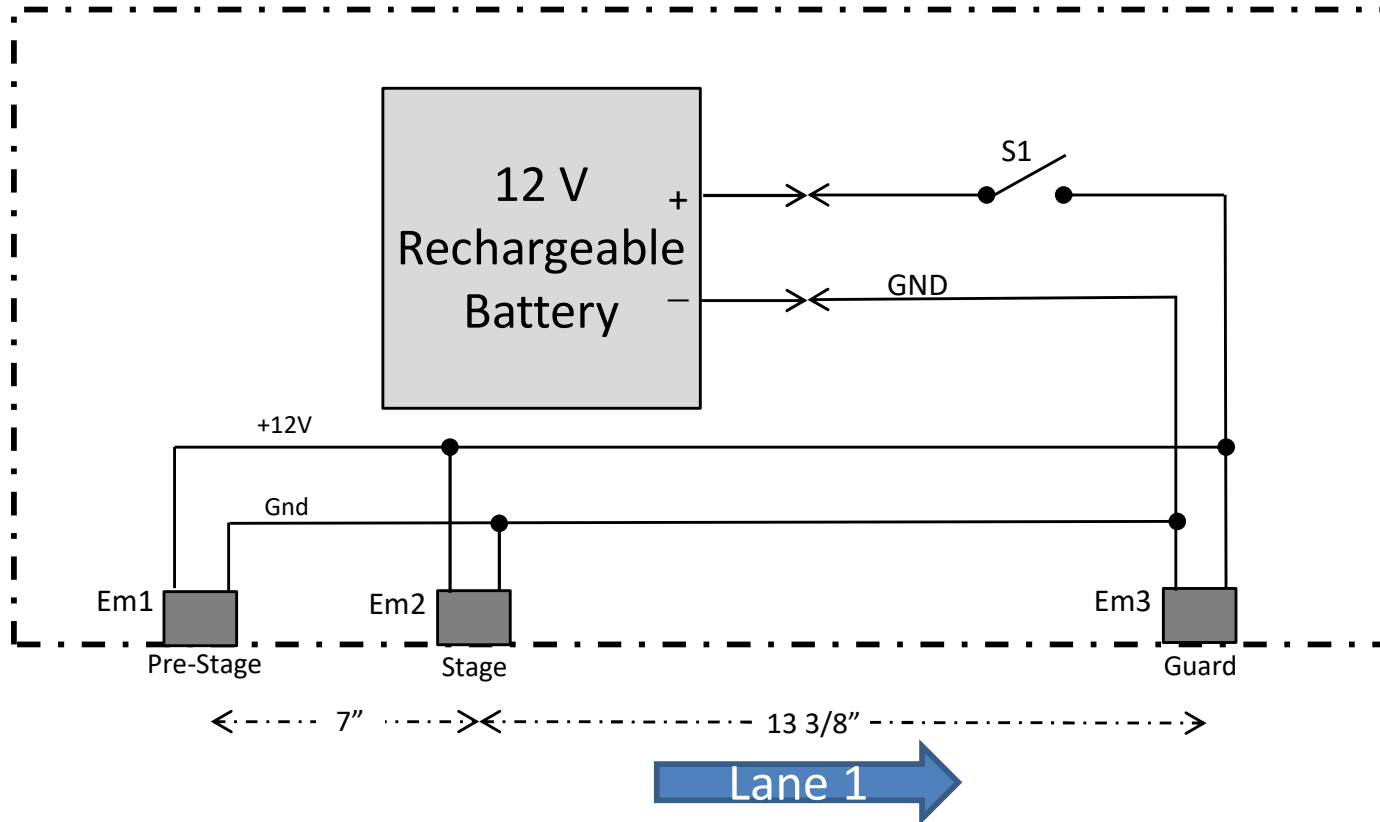 S1
12 V
+
Rechargeable
GND
Battery
–
+12V
Gnd
Em1
Em2
Em3
Pre-Stage
Stage
Guard
7”
13 3/8”
Lane 1